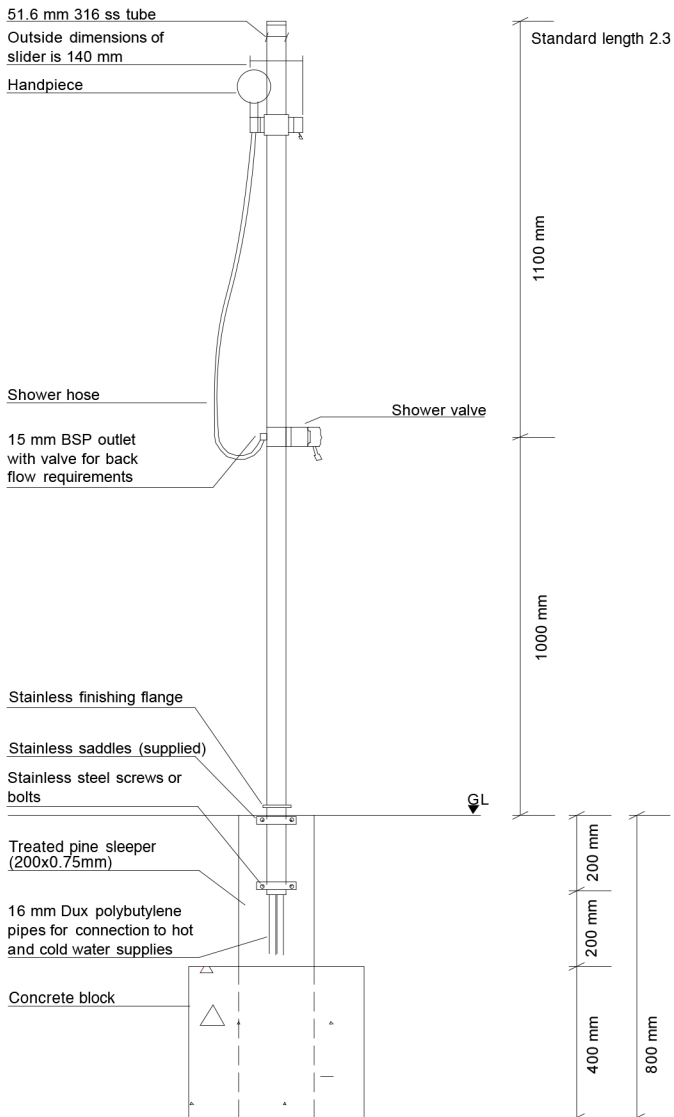 51.6 mm 316 ss tube
Outside dimensions of
slider is 140 mm
Handpiece
Standard length 2.3
1100 mm
Shower hose
Shower valve
15 mm BSP outlet
with valve for back
flow requirements
1000 mm
Stainless finishing flange
Stainless saddles (supplied)
Stainless steel screws or
bolts
GL
Treated pine sleeper
(200x0.75mm)
200 mm
16 mm Dux polybutylene
pipes for connection to hot
and cold water supplies
200 mm
Concrete block
400 mm
800 mm